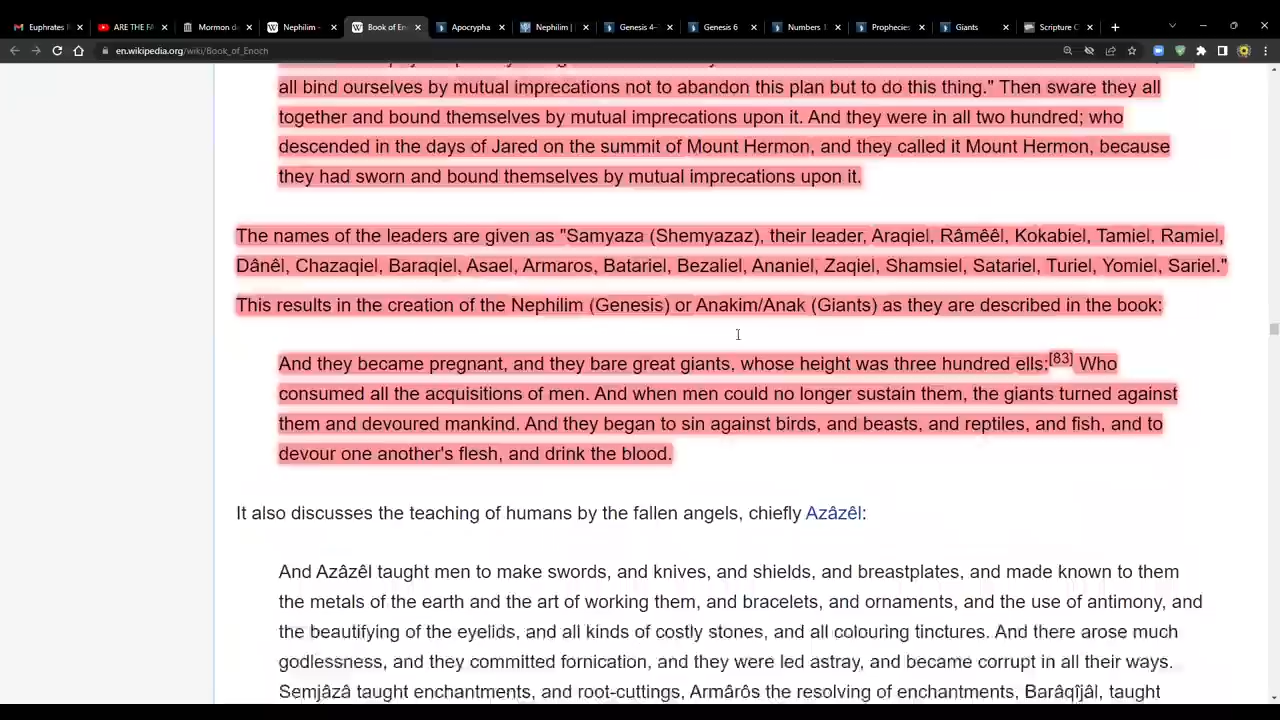 Euphrates F
ARE THE FA
Mormon de
Nephilim -
Book of En
Apocrypha
Nephilim |
Genesis 4-
Genesis 6
Numbers 1
Prophecies
Giants
Scripture C
en.wikipedia.org/wiki/Book_of_Enoch
all bind ourselves by mutual imprecations not to abandon this plan but to do this thing." Then sware they all
together and bound themselves by mutual imprecations upon it. And they were in all two hundred; who
descended in the days of Jared on the summit of Mount Hermon, and they called it Mount Hermon, because
they had sworn and bound themselves by mutual imprecations upon it.
The names of the leaders are given as "Samyaza (Shemyazaz), their leader, Araqiel, Râmêêl, Kokabiel, Tamiel, Ramiel,
Dânêl, Chazaqiel, Baraqiel, Asael, Armaros, Batariel, Bezaliel, Ananiel, Zaqiel, Shamsiel, Satariel, Turiel, Yomiel, Sariel."
This results in the creation of the Nephilim (Genesis) or Anakim/Anak (Giants) as they are described in the book:
And they became pregnant, and they bare great giants, whose height was three hundred ells:[83] Who
consumed all the acquisitions of men. And when men could no longer sustain them, the giants turned against
them and devoured mankind. And they began to sin against birds, and beasts, and reptiles, and fish, and to
devour one another's flesh, and drink the blood.
It also discusses the teaching of humans by the fallen angels, chiefly Azâzêl:
And Azâzêl taught men to make swords, and knives, and shields, and breastplates, and made known to them
the metals of the earth and the art of working them, and bracelets, and ornaments, and the use of antimony, and
the beautifying of the eyelids, and all kinds of costly stones, and all colouring tinctures. And there arose much
godlessness, and they committed fornication, and they were led astray, and became corrupt in all their ways.
Semjâzâ taught enchantments, and root-cuttings, Armârôs the resolving of enchantments, Barâqîjâl, taught